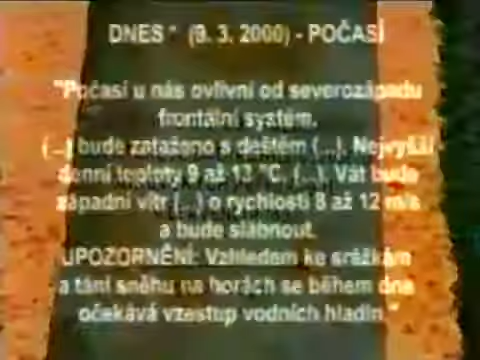 DNES * (9. 3. 2000) - POČASÍ
"Počasí u nás ovlivní od severozápadu
frontální systém.
(...) bude zataženo s deštěm (...). Nejvyšší
denní teploty 9 až 13 °C. (...). Vát bude
západní vítr (...) o rychlosti 8 až 12 m/s
a bude slábnout.
UPOZORNĚNÍ: Vzhledem ke srážkám
a tání sněhu na horách se během dne
očekává vzestup vodních hladin."